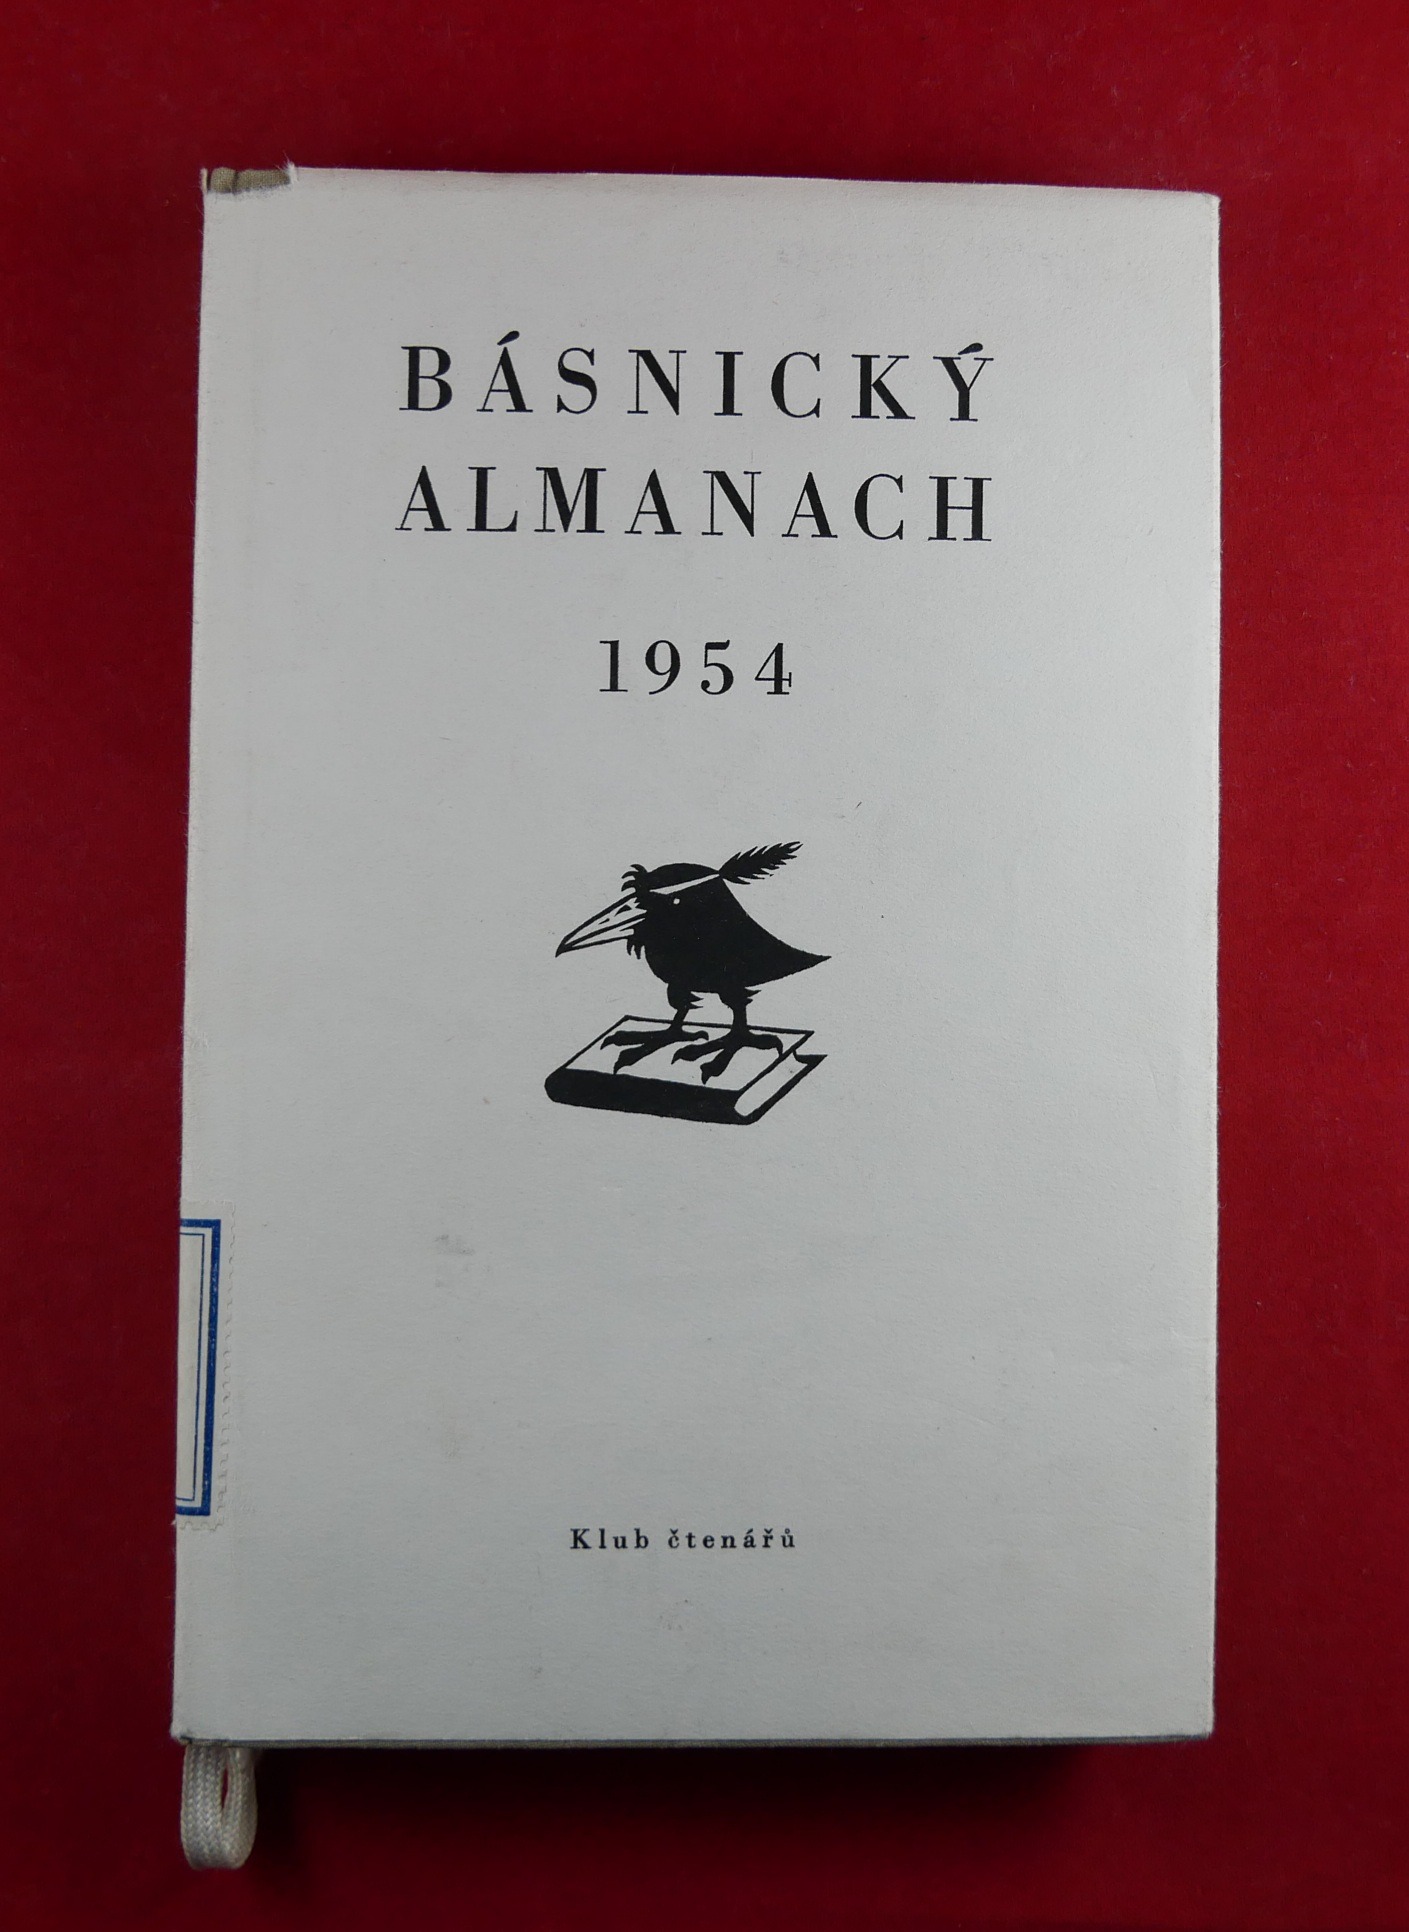 BÁSNICKÝ
ALMANACH
1954
Klub čtenářů